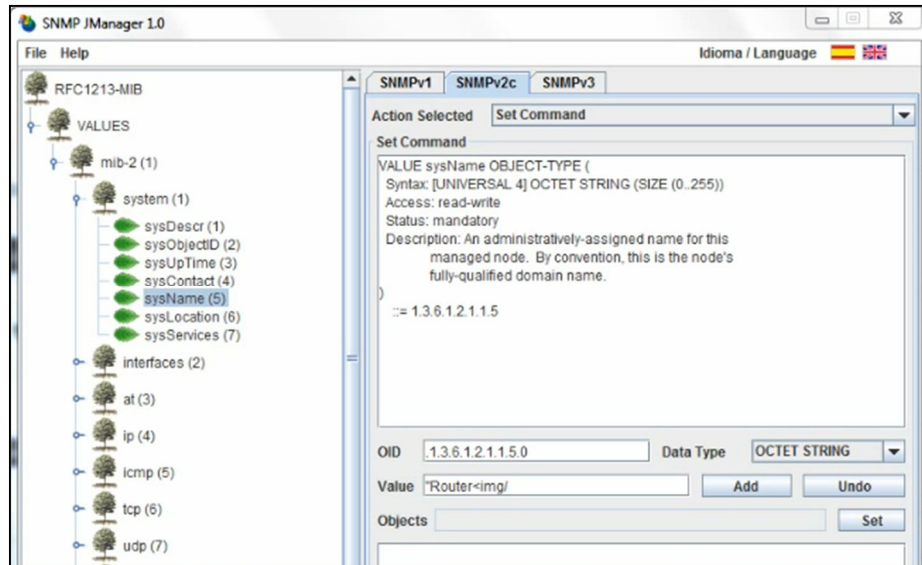 SNMP JManager 1.0
File Help
Idioma / Language
RFC1213-MIB
VALUES
mib-2 (1)
system (1)
sysDescr (1)
sysObjectID (2)
sysUpTime (3)
sysContact (4)
sysName (5)
sysLocation (6)
sysServices (7)
interfaces (2)
at (3)
ip (4)
icmp (5)
tcp (6)
udp (7)
SNMPv1 SNMPv2c SNMPv3
Action Selected Set Command
Set Command
VALUE sysName OBJECT-TYPE (
Syntax: [UNIVERSAL 4] OCTET STRING (SIZE (0..255))
Access: read-write
Status: mandatory
Description: An administratively-assigned name for this
managed node. By convention, this is the node's
fully-qualified domain name.
)
::= 1.3.6.1.2.1.1.5
OID .1.3.6.1.2.1.1.5.0 Data Type OCTET STRING
Value "Router<img/ Add Undo
Objects Set